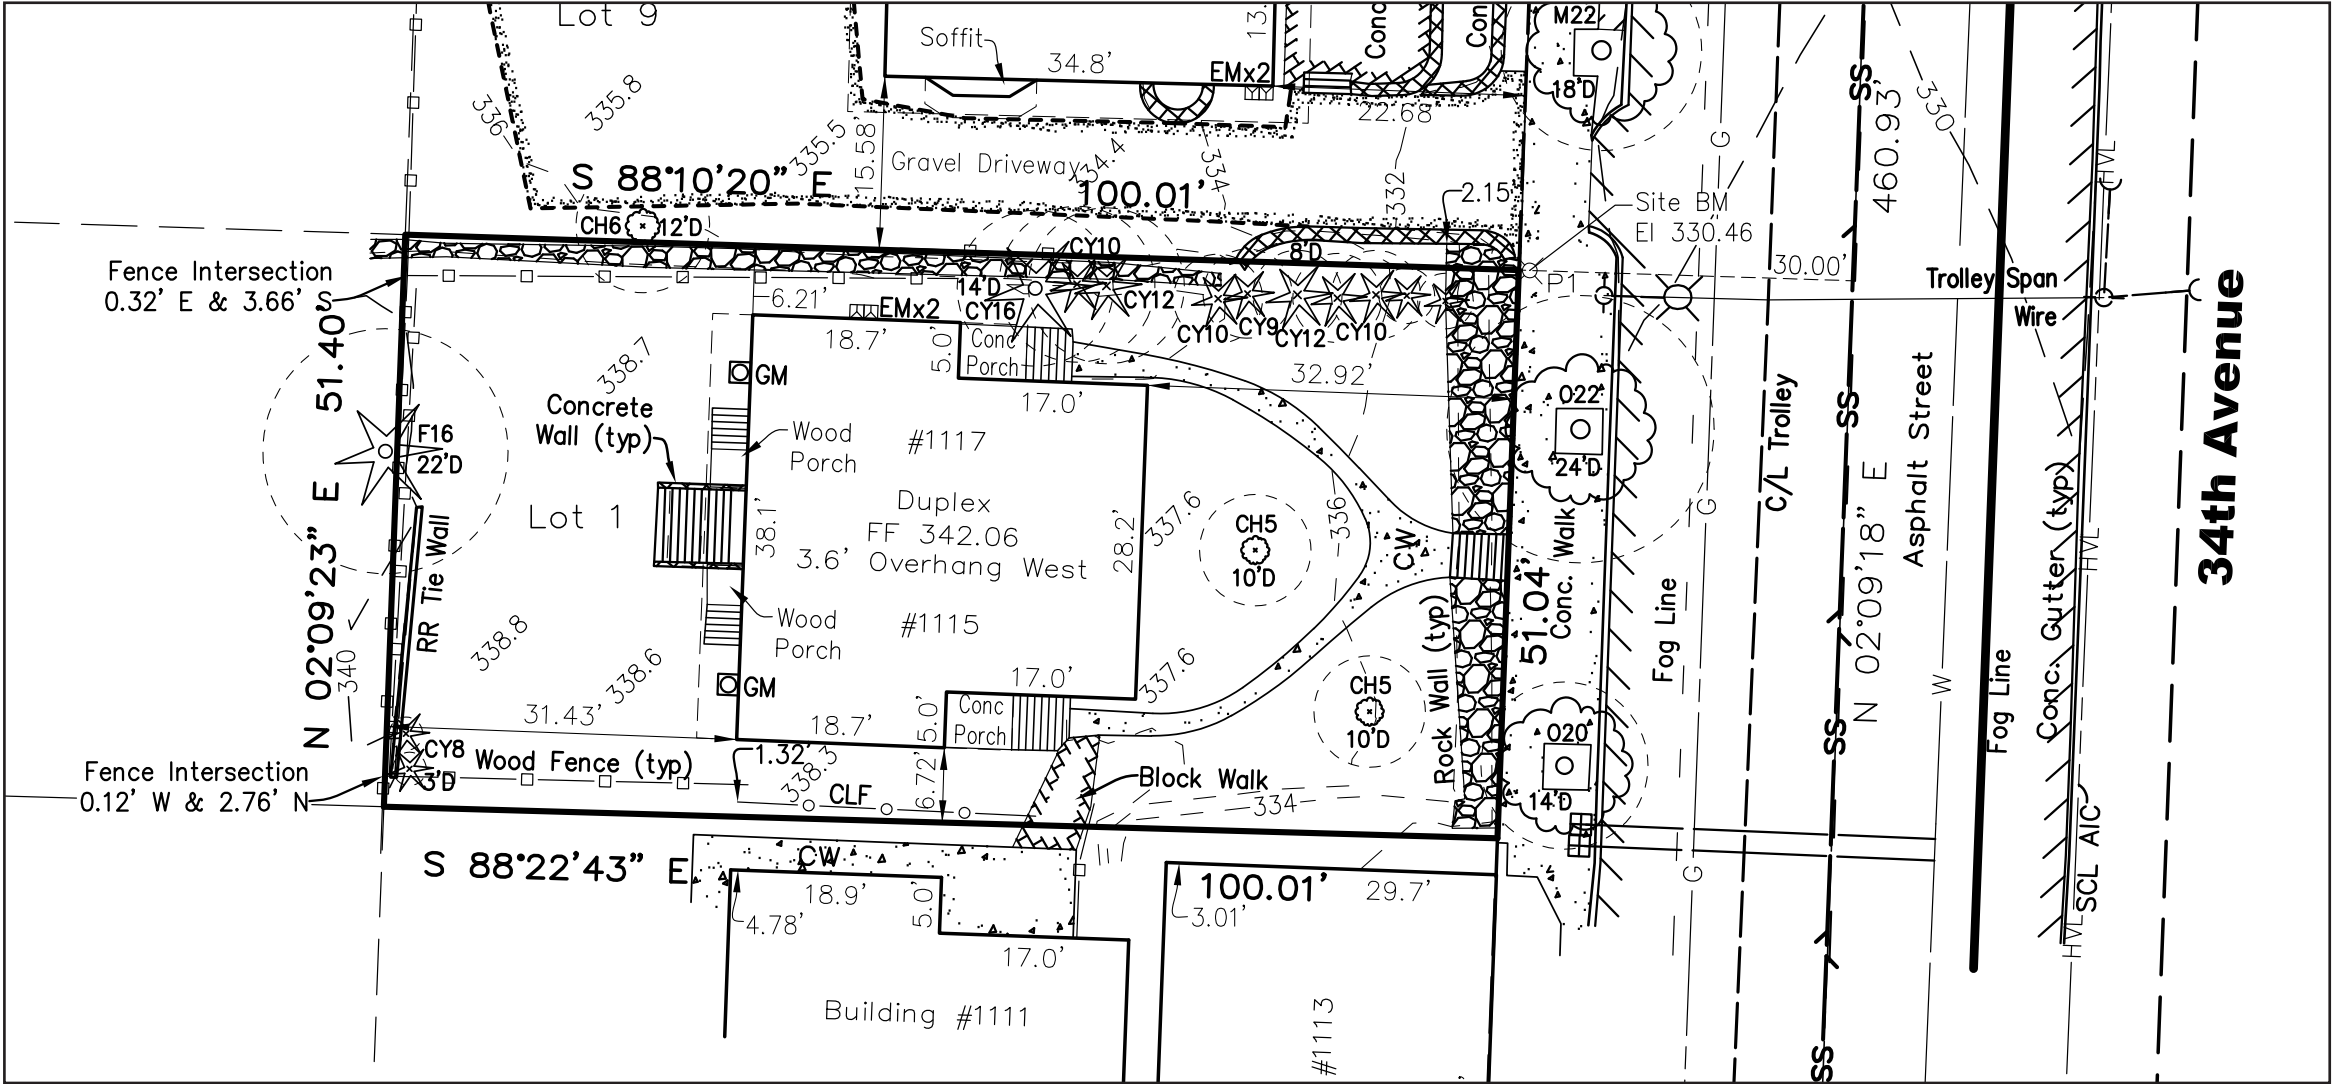 Lot 9
Soffit
34.8'
13.
EMx2
Conc
Con
M22
18'D
336
335.8
335.5
15.58'
Gravel Driveway
334.4
334
22.68
332
2.15'
S 88°10'20" E
100.01'
CH6
12'D
CY10
8'D
Site BM
El 330.46
P1
30.00'
G
SS
460.93'
330
HVL
Trolley Span
Wire
34th Avenue
Fence Intersection
0.32' E & 3.66' S
6.21'
EMx2
14'D
CY16
CY12
CY10
CY9
CY12
CY10
18.7'
5.0'
Conc
Porch
17.0'
32.92'
338.7
GM
Concrete
Wall (typ)
Wood
Porch
#1117
F16
22'D
O22
24'D
Lot 1
38.1'
Duplex
FF 342.06
3.6' Overhang West
28.2'
337.6
CH5
10'D
336
CW
51.40'
N 02°09'23" E
RR Tie Wall
340
338.8
338.6
Wood
Porch
#1115
GM
17.0'
337.6
CH5
10'D
Rock Wall (typ)
51.04'
Conc. Walk
Fog Line
G
C/L Trolley
SS
N 02°09'18" E
Asphalt Street
W
Fog Line
Conc. Gutter (typ)
HVL
SCL AIC
HVL
31.43'
18.7'
5.0'
Conc
Porch
O20
14'D
CY8
3'D
Wood Fence (typ)
1.32'
338.3
CLF
6.72'
Block Walk
334
Fence Intersection
0.12' W & 2.76' N
S 88°22'43" E
CW
100.01'
18.9'
5.0'
4.78'
3.01'
29.7'
17.0'
G
SS
Building #1111
#1113
SS